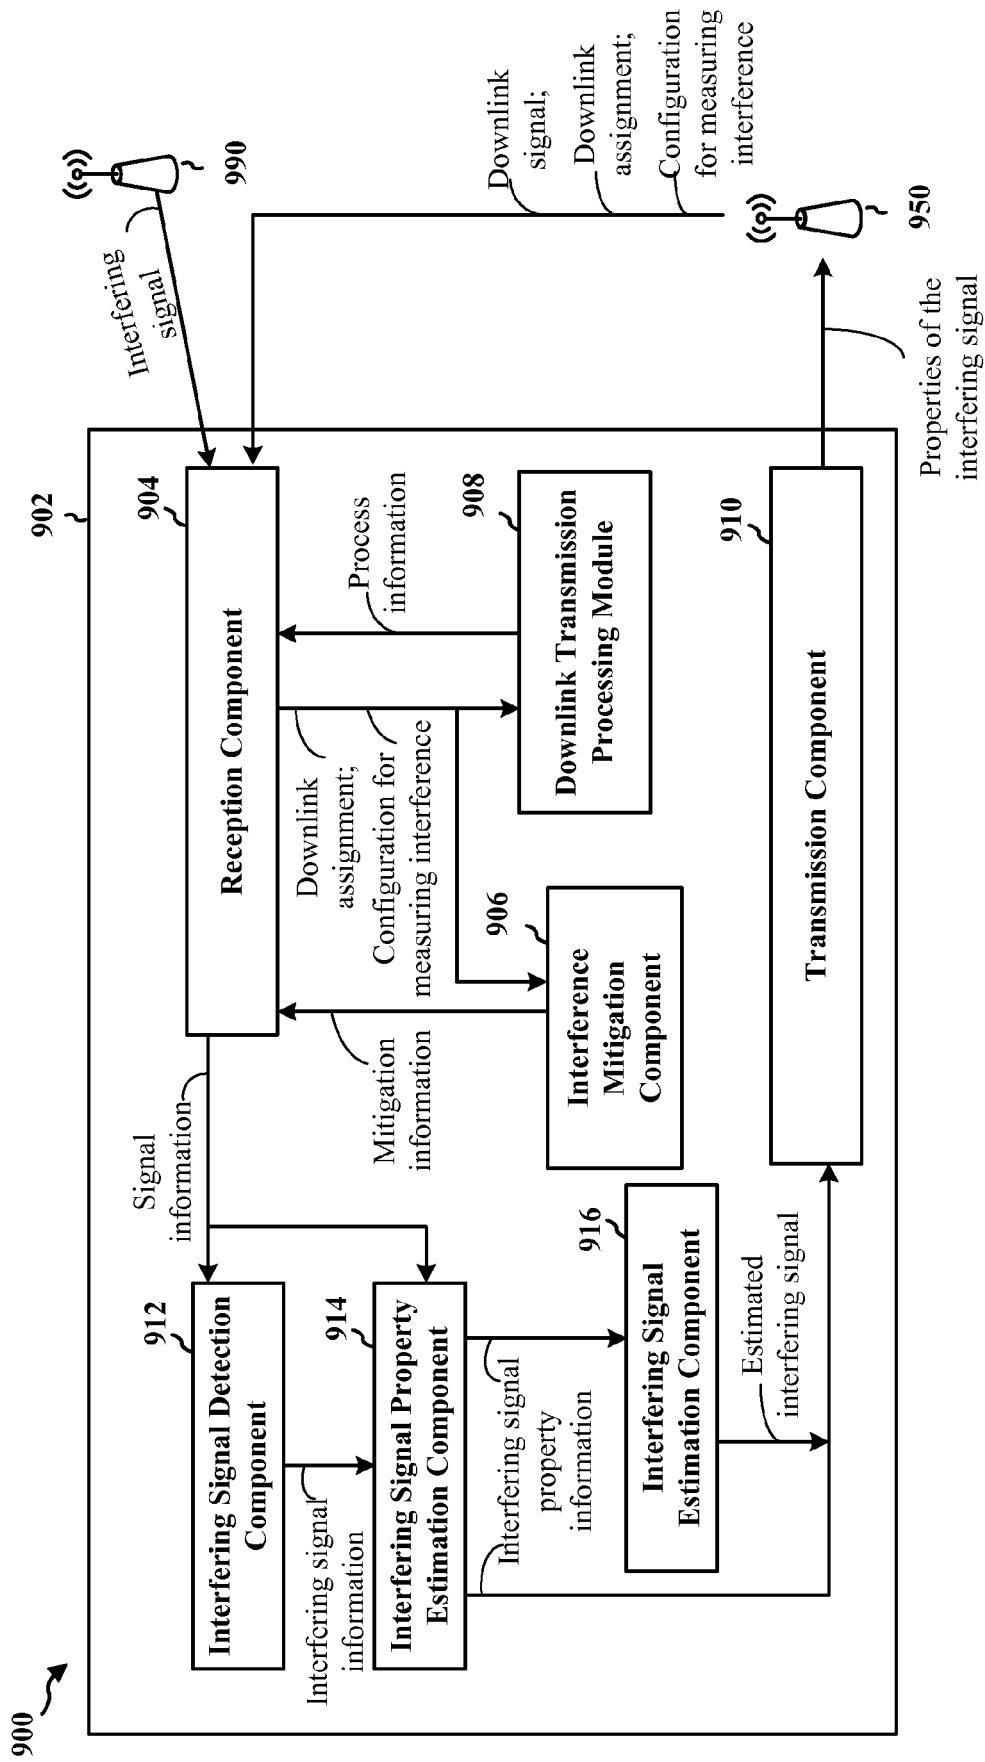 900
902
Interfering
signal
990
Downlink
signal;
Downlink
assignment;
Configuration
for measuring
interference
950
Properties of the
interfering signal
904
Reception Component
Signal
information
Process
information
908
Downlink Transmission
Processing Module
Downlink
assignment;
Configuration for
measuring interference
906
Interference
Mitigation
Component
Mitigation
information
910
Transmission Component
912
Interfering Signal Detection
Component
Interfering signal
information
914
Interfering Signal Property
Estimation Component
Interfering signal
property
information
916
Interfering Signal
Estimation Component
Estimated
interfering signal